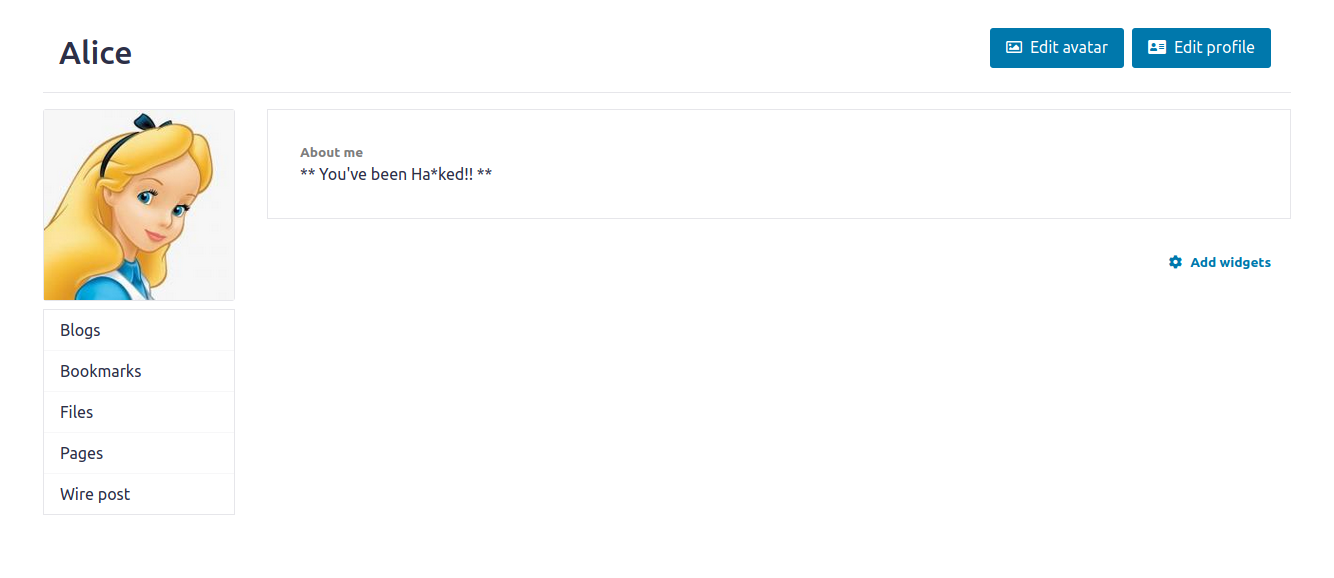 Alice
Edit avatar
Edit profile
About me
** You've been Ha*ked!! **
Add widgets
Blogs
Bookmarks
Files
Pages
Wire post